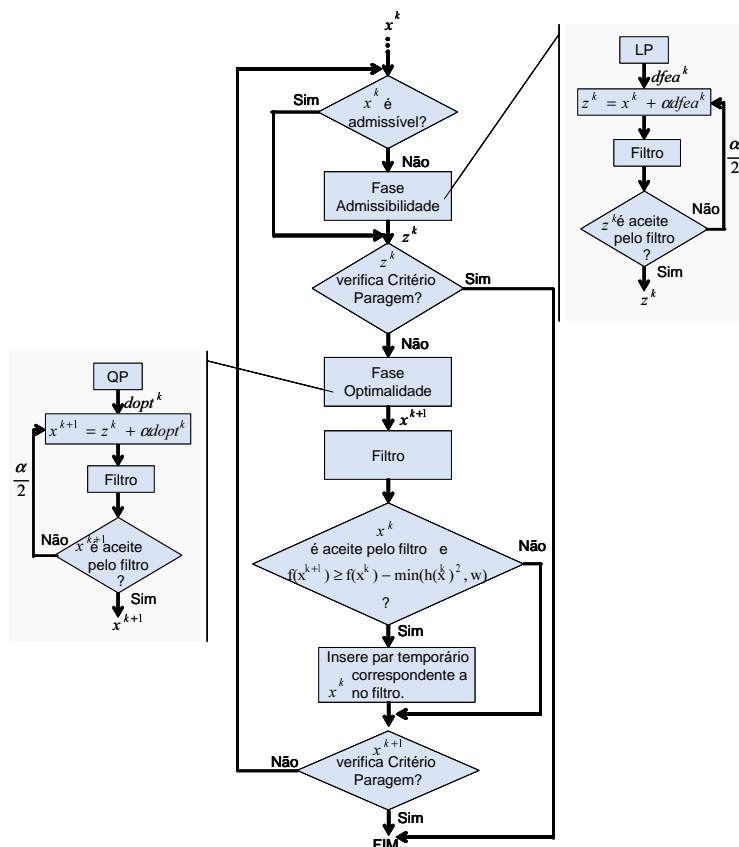 x^k
x^k é
admissível?
Sim
Não
Fase
Admissibilidade
z^k
z^k
verifica Critério
Paragem?
Sim
Não
Fase
Optimalidade
x^{k+1}
Filtro
x^k
é aceite pelo filtro e
f(x^{k+1}) ≥ f(x^k) − min(h(x^k)^2, w)
?
Não
Sim
Insere par temporário
correspondente a
x^k no filtro.
x^{k+1}
verifica Critério
Paragem?
Não
Sim
FIM
LP
dfea^k
z^k = x^k + αdfea^k
Filtro
α
2
z^k é aceite
pelo filtro
?
Não
Sim
z^k
QP
dopt^k
x^{k+1} = z^k + αdopt^k
Filtro
α
2
x^{k+1} é aceite
pelo filtro
?
Não
Sim
x^{k+1}